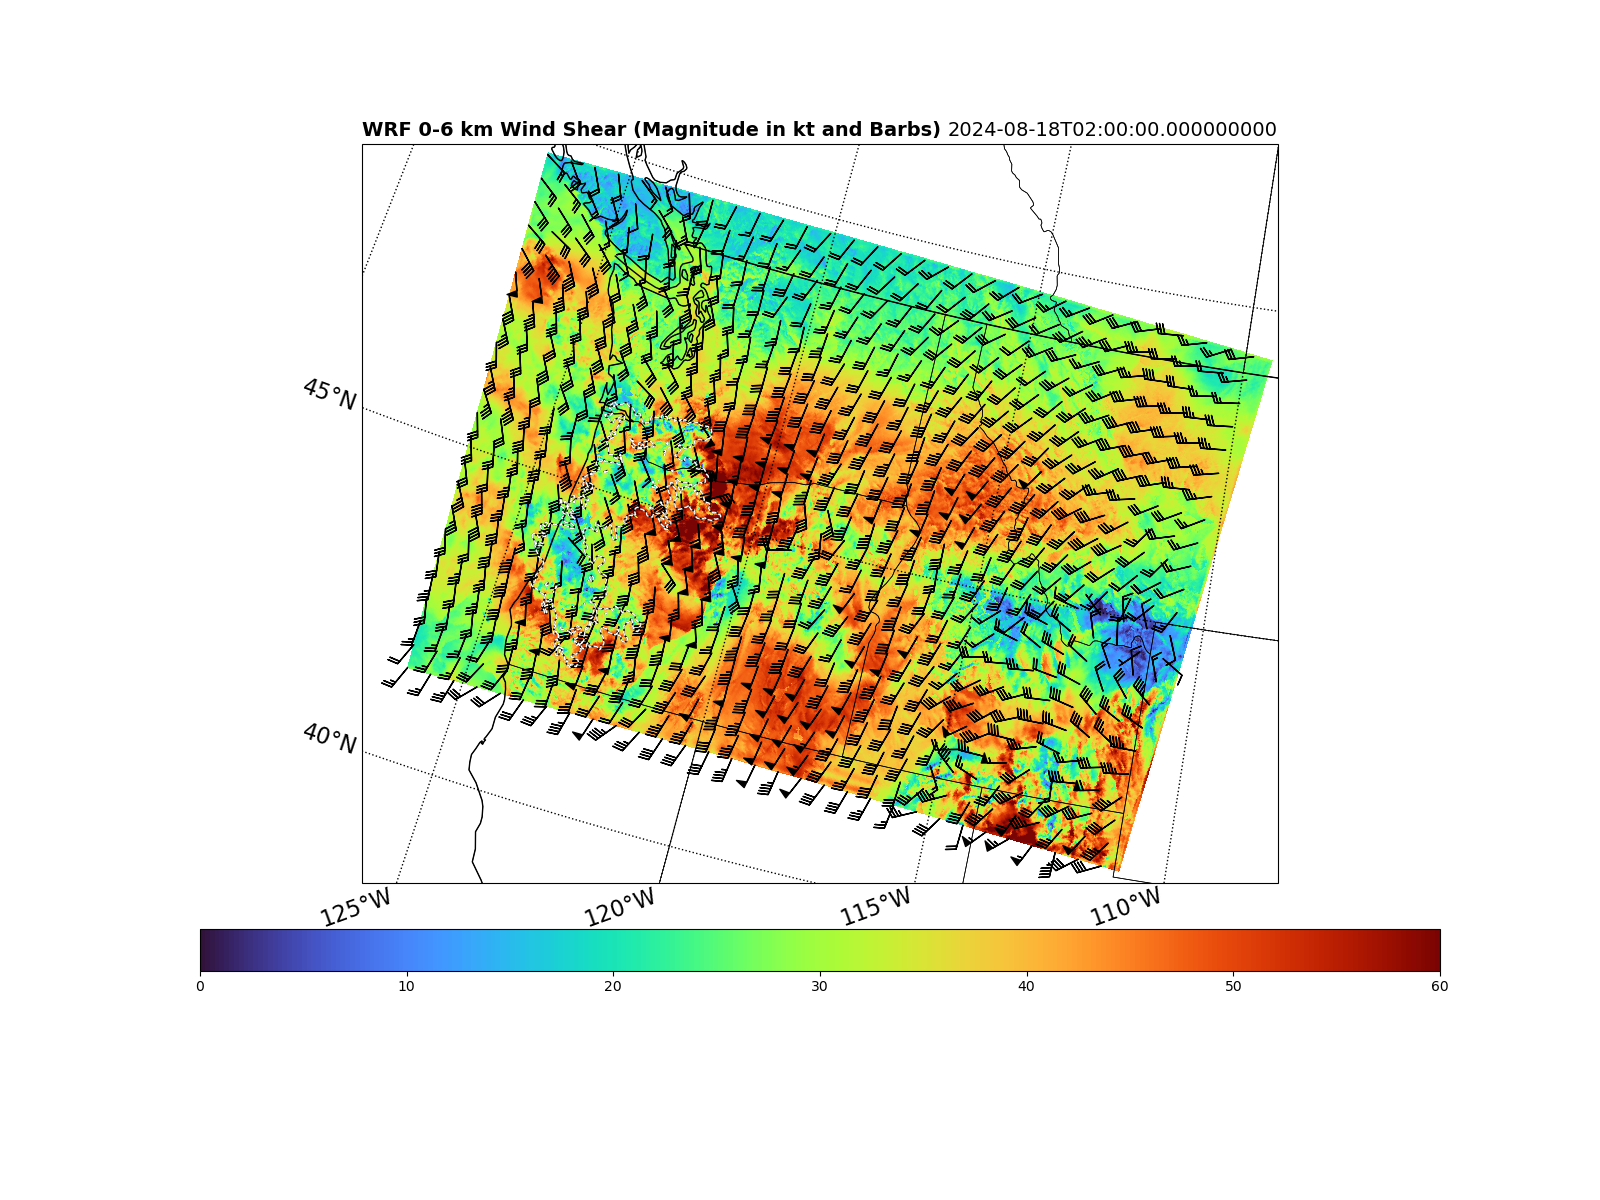 WRF 0-6 km Wind Shear (Magnitude in kt and Barbs) 2024-08-18T02:00:00.000000000
45°N
40°N
125°W 120°W 115°W 110°W
0 10 20 30 40 50 60